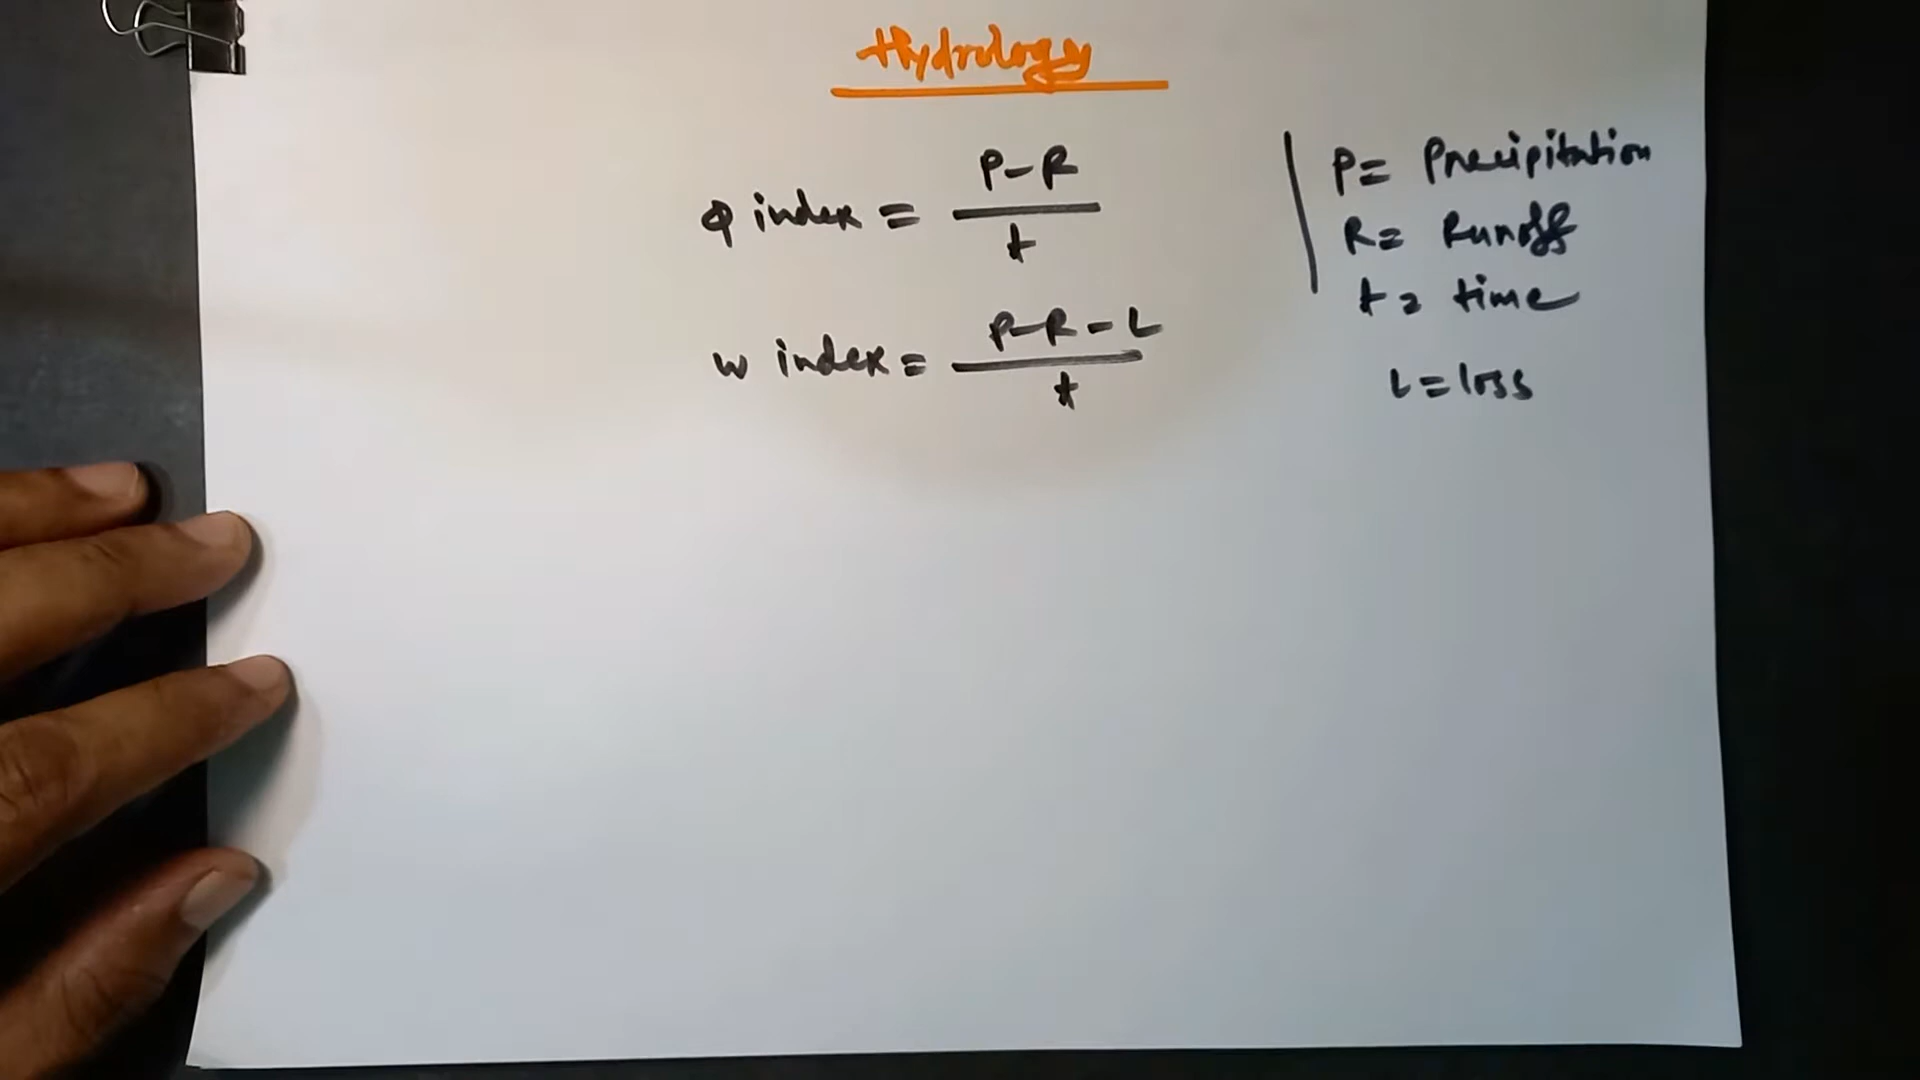 Hydrology
φ index = P-R / t
w index = P-R-L / t
P = Precipitation
R = Runoff
t = time
L = loss